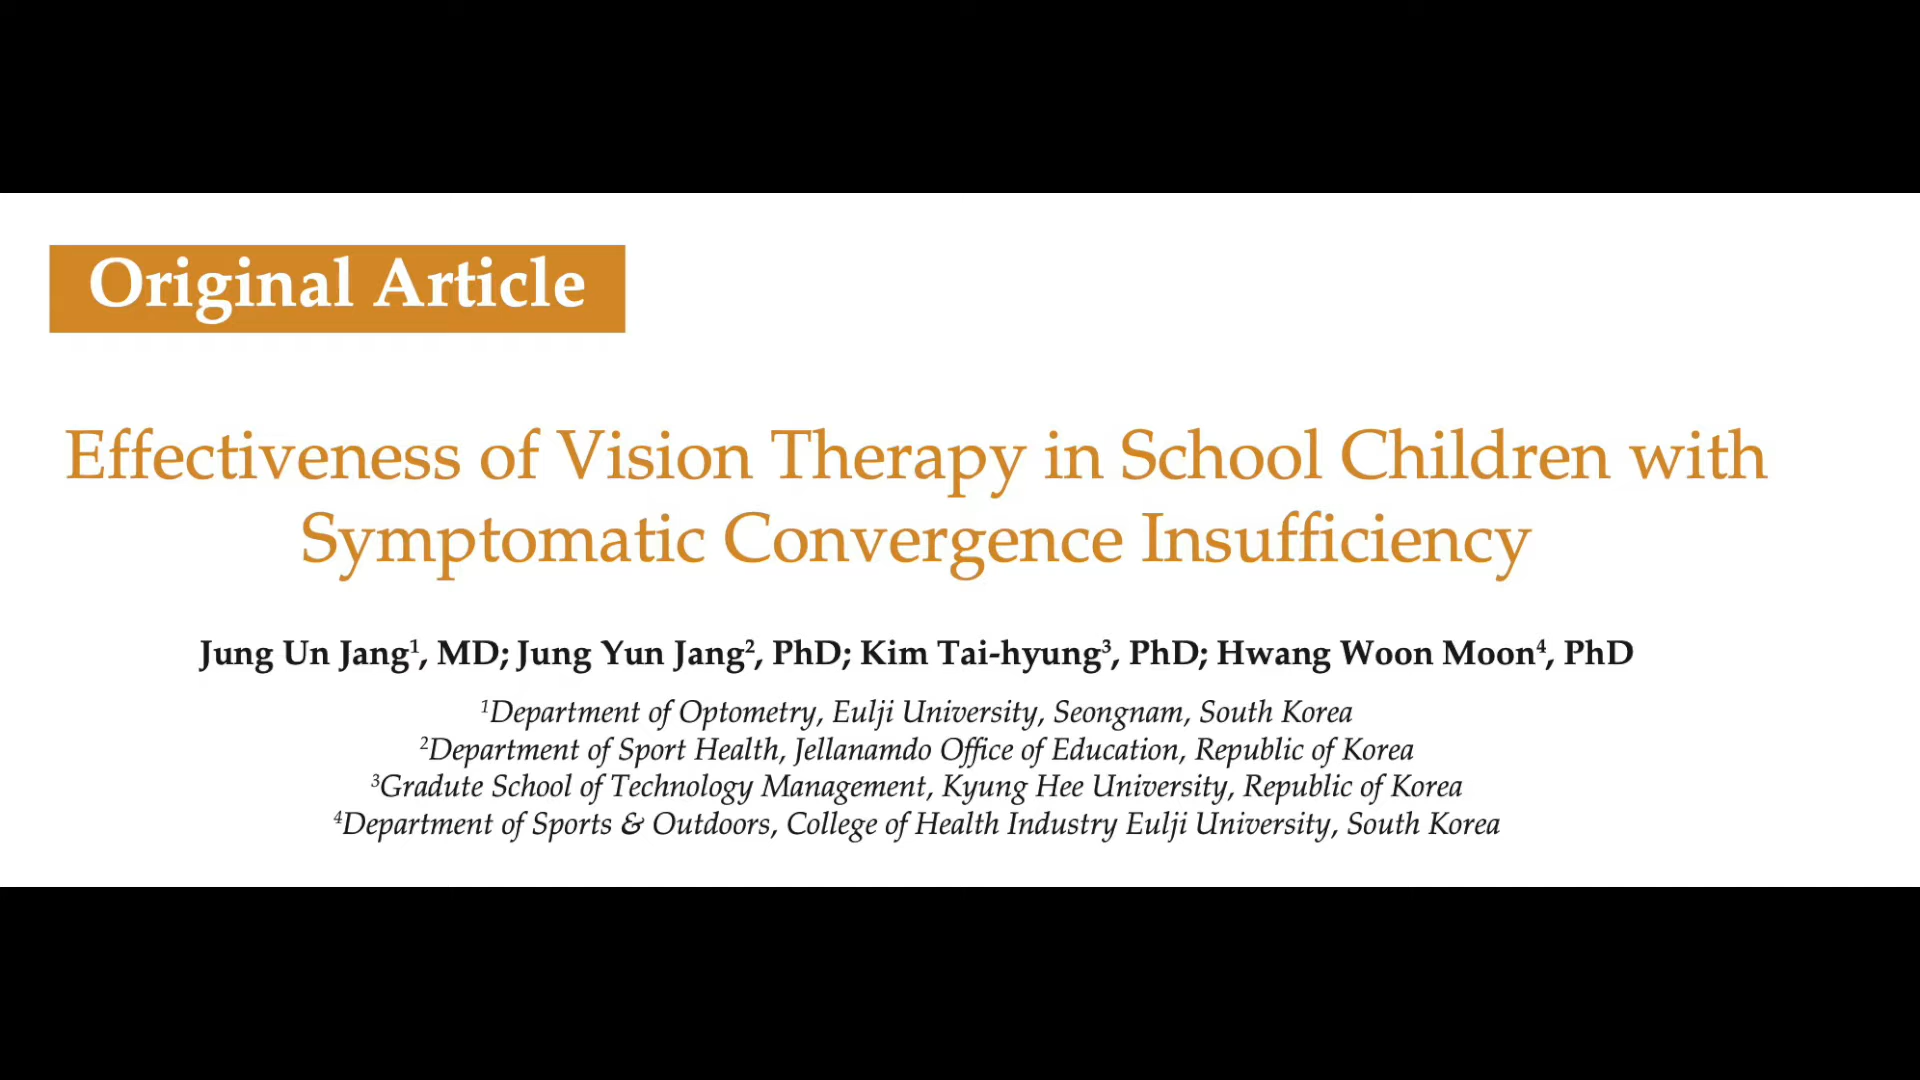 Original Article
Effectiveness of Vision Therapy in School Children with
Symptomatic Convergence Insufficiency
Jung Un Jang¹, MD; Jung Yun Jang², PhD; Kim Tai-hyung³, PhD; Hwang Woon Moon⁴, PhD
¹Department of Optometry, Eulji University, Seongnam, South Korea
²Department of Sport Health, Jellanamdo Office of Education, Republic of Korea
³Gradute School of Technology Management, Kyung Hee University, Republic of Korea
⁴Department of Sports & Outdoors, College of Health Industry Eulji University, South Korea